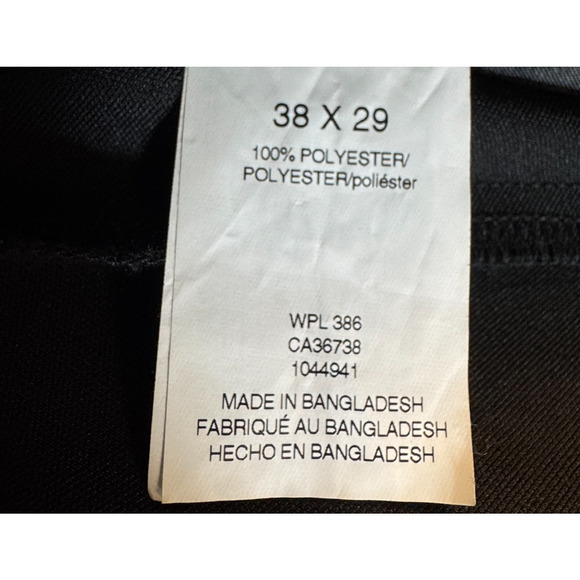 38 X 29
100% POLYESTER/
POLYESTER/poliéster
WPL 386
CA36738
1044941
MADE IN BANGLADESH
FABRIQUÉ AU BANGLADESH
HECHO EN BANGLADESH